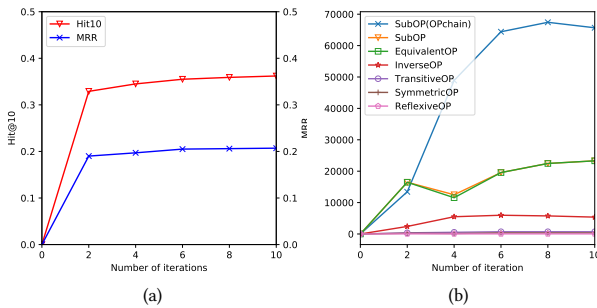 0.5
0.4
0.3
0.2
0.1
0.0
Hit@10
0.5
0.4
0.3
0.2
0.1
0.0
MRR
Hit10
MRR
0
2
4
6
8
10
Number of iterations
(a)
70000
60000
50000
40000
30000
20000
10000
0
SubOP(OPchain)
SubOP
EquivalentOP
InverseOP
TransitiveOP
SymmetricOP
ReflexiveOP
0
2
4
6
8
10
Number of iteration
(b)